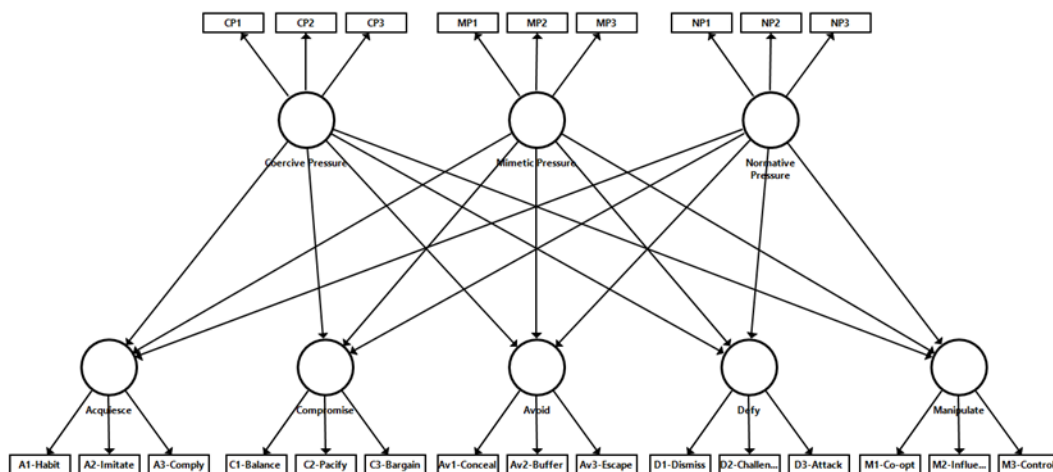 CP1 CP2 CP3 MP1 MP2 MP3 NP1 NP2 NP3
Coercive Pressure Mimetic Pressure Normative
Pressure
Acquiesce Compromise Avoid Defy Manipulate
A1-Habit A2-Imitate A3-Comply C1-Balance C2-Pacify C3-Bargain Av1-Conceal Av2-Buffer Av3-Escape D1-Dismiss D2-Challen... D3-Attack M1-Co-opt M2-Influe... M3-Control